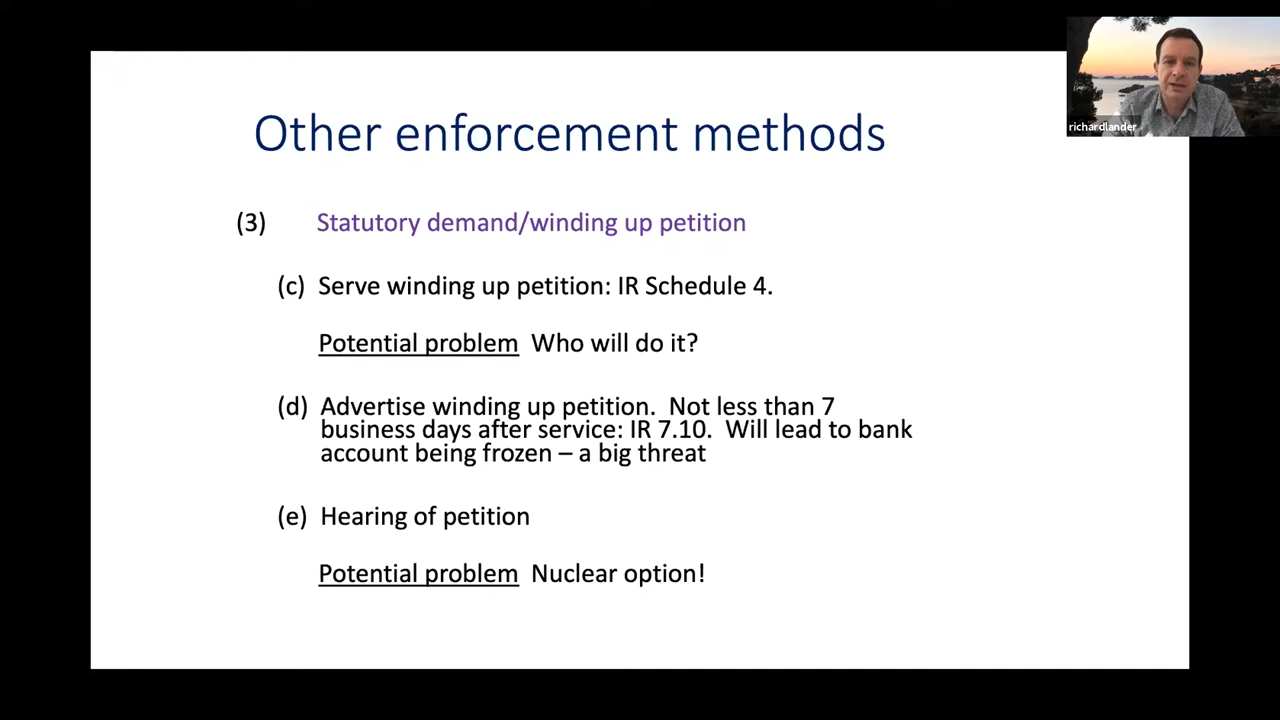 Other enforcement methods
richardlander
(3) Statutory demand/winding up petition
(c) Serve winding up petition: IR Schedule 4.
Potential problem Who will do it?
(d) Advertise winding up petition. Not less than 7
business days after service: IR 7.10. Will lead to bank
account being frozen – a big threat
(e) Hearing of petition
Potential problem Nuclear option!